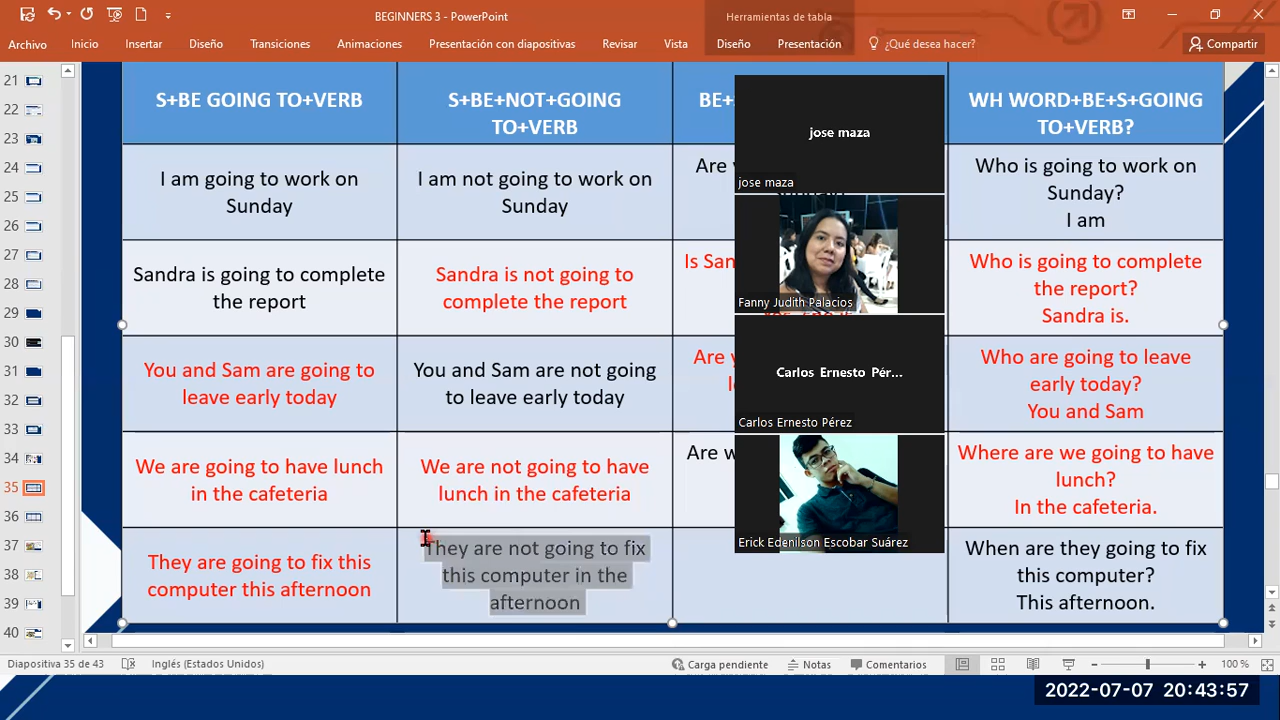 BEGINNERS 3 - PowerPoint
Herramientas de tabla
Archivo Inicio Insertar Diseño Transiciones Animaciones Presentación con diapositivas Revisar Vista Diseño Presentación ¿Qué desea hacer? Compartir
21
22
23
24
25
26
27
28
29
30
31
32
33
34
35
36
37
38
39
40
S+BE GOING TO+VERB
S+BE+NOT+GOING
TO+VERB
BE+
WH WORD+BE+S+GOING
TO+VERB?
I am going to work on
Sunday
I am not going to work on
Sunday
Are
Who is going to work on
Sunday?
I am
Sandra is going to complete
the report
Sandra is not going to
complete the report
Is San
Who is going to complete
the report?
Sandra is.
You and Sam are going to
leave early today
You and Sam are not going
to leave early today
Are
Who are going to leave
early today?
You and Sam
We are going to have lunch
in the cafeteria
We are not going to have
lunch in the cafeteria
Are w
Where are we going to have
lunch?
In the cafeteria.
They are going to fix this
computer this afternoon
They are not going to fix
this computer in the
afternoon
When are they going to fix
this computer?
This afternoon.
jose maza
jose maza
Fanny Judith Palacios
Carlos Ernesto Pér...
Carlos Ernesto Pérez
Erick Edenilson Escobar Suárez
Diapositiva 35 de 43 Inglés (Estados Unidos) Carga pendiente Notas Comentarios 100 %
2022-07-07 20:43:57